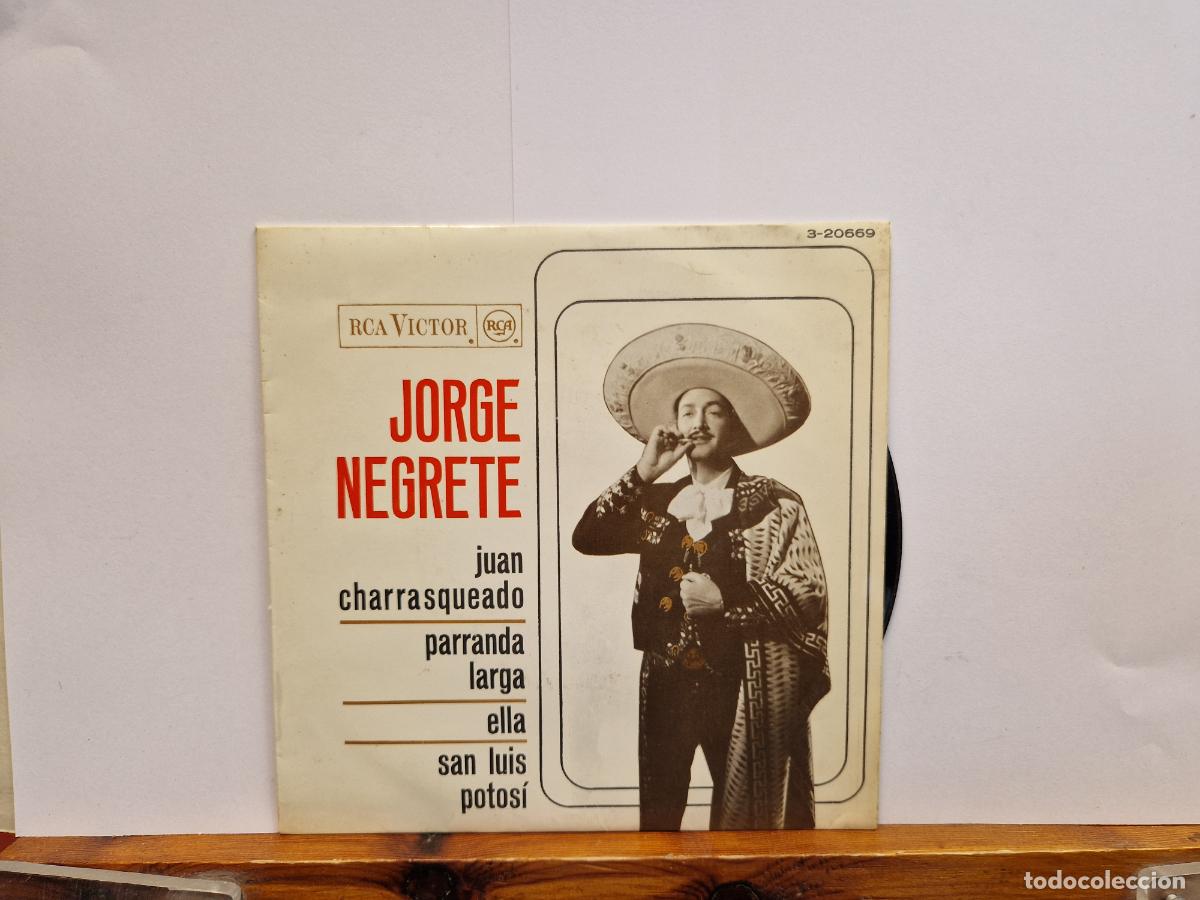 3-20669
RCA VICTOR
RCA
JORGE
NEGRETE
juan
charrasqueado
parranda
larga
ella
san luis
potosí
todocoleccion